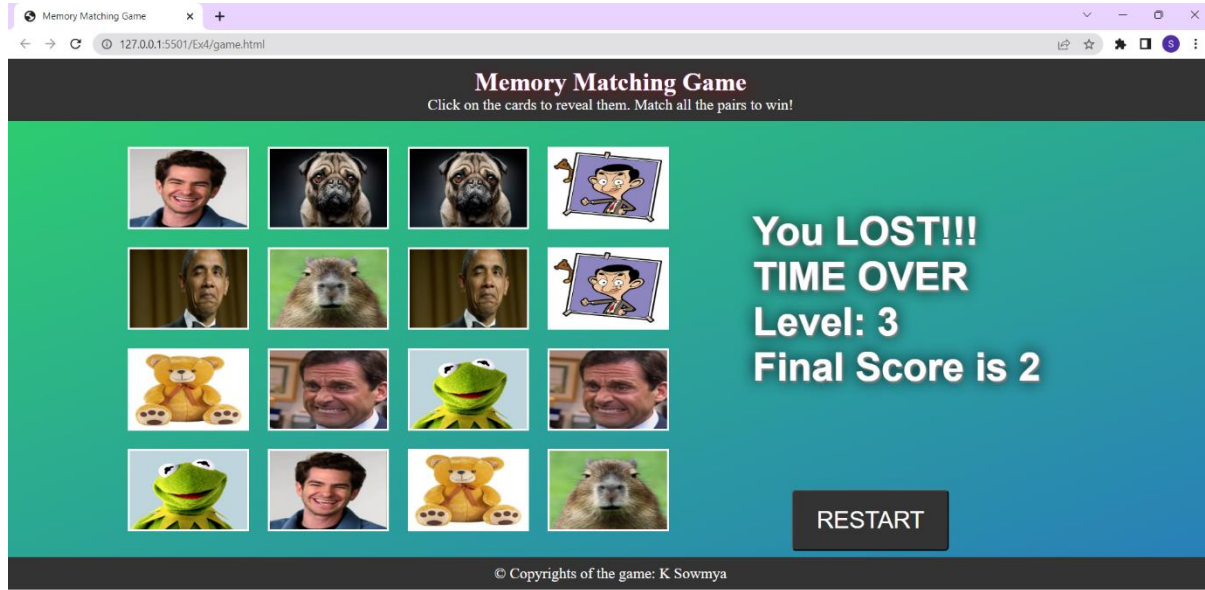 Memory Matching Game
127.0.0.1:5501/Ex4/game.html
S
Memory Matching Game
Click on the cards to reveal them. Match all the pairs to win!
You LOST!!!
TIME OVER
Level: 3
Final Score is 2
RESTART
© Copyrights of the game: K Sowmya